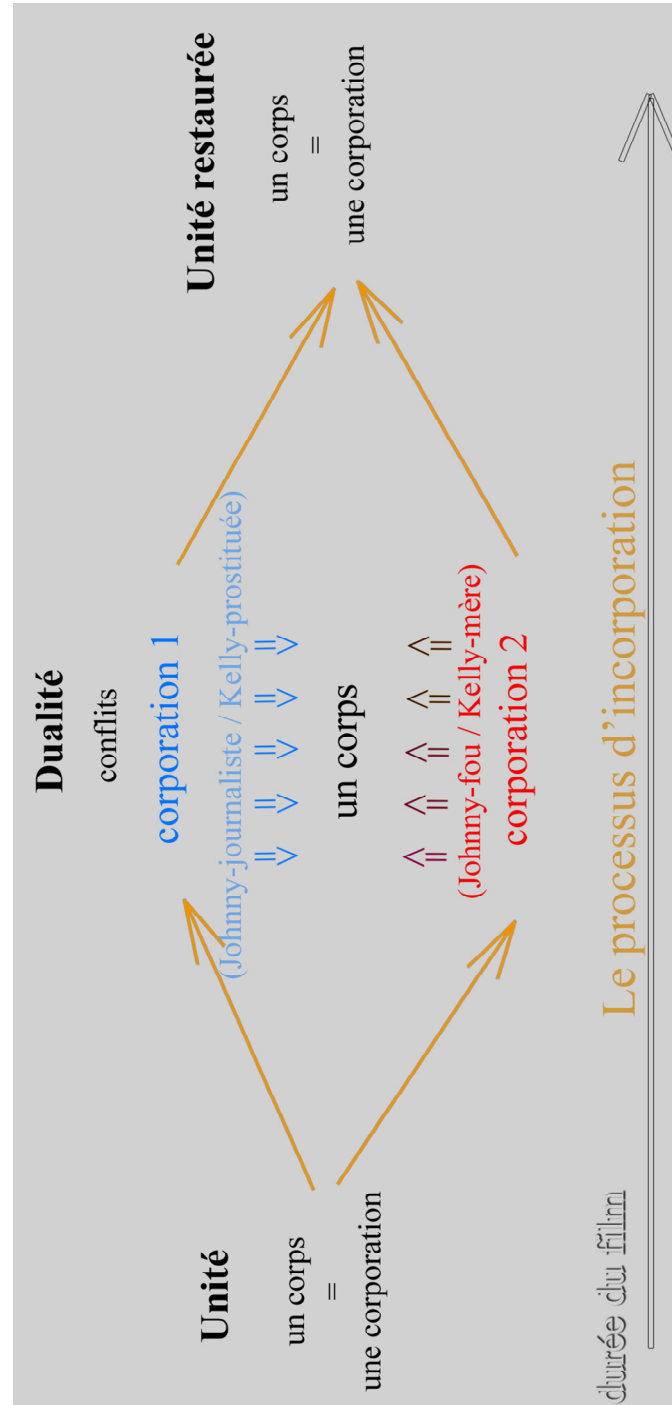 Unité
un corps
=
une corporation
Dualité
conflits
corporation 1
(Johnny-journaliste / Kelly-prostituée)
un corps
(Johnny-fou / Kelly-mère)
corporation 2
Unité restaurée
un corps
=
une corporation
Le processus d’incorporation
durée du film